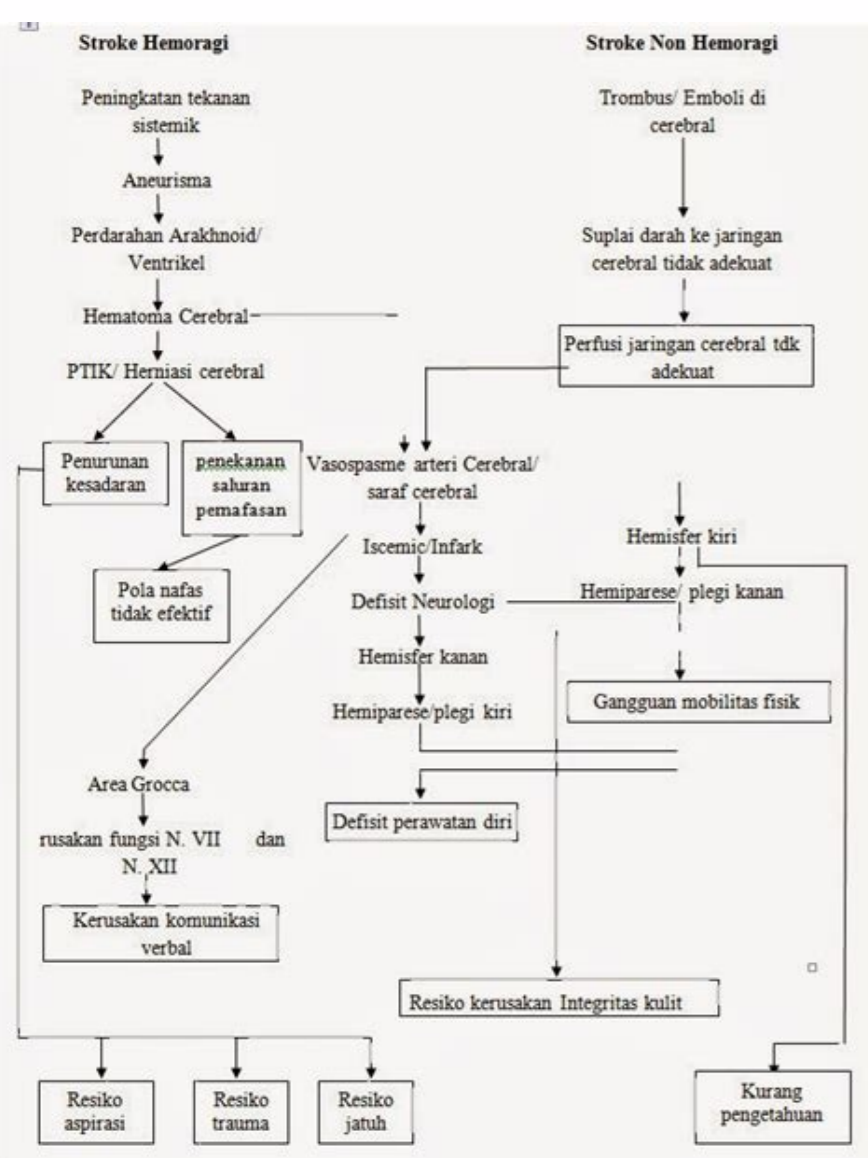 Stroke Hemoragi
Stroke Non Hemoragi
Peningkatan tekanan
sistemik
Trombus/ Emboli di
cerebral
Aneurisma
Perdarahan Arakhnoid/
Ventrikel
Suplai darah ke jaringan
cerebral tidak adekuat
Hematoma Cerebral
PTIK/ Herniasi cerebral
Perfusi jaringan cerebral tdk
adekuat
Penurunan
kesadaran
penekanan
saluran
pernafasan
Vasospasme arteri Cerebral/
saraf cerebral
Pola nafas
tidak efektif
Iscemic/Infark
Defisit Neurologi
Hemisfer kanan
Hemiparese/plegi kiri
Hemisfer kiri
Hemiparese/ plegi kanan
Gangguan mobilitas fisik
Area Grocca
Defisit perawatan diri
rusakan fungsi N. VII dan
N. XII
Kerusakan komunikasi
verbal
Resiko kerusakan Integritas kulit
Resiko
aspirasi
Resiko
trauma
Resiko
jatuh
Kurang
pengetahuan